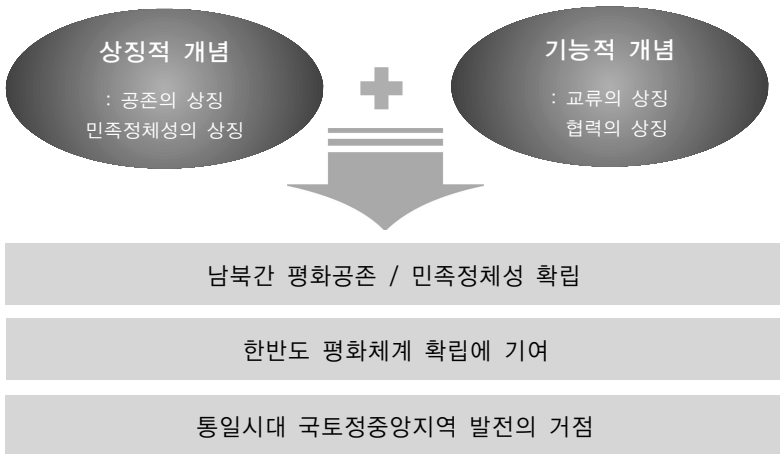 상징적 개념
: 공존의 상징
민족정체성의 상징
기능적 개념
: 교류의 상징
협력의 상징
남북간 평화공존 / 민족정체성 확립
한반도 평화체계 확립에 기여
통일시대 국토정중앙지역 발전의 거점